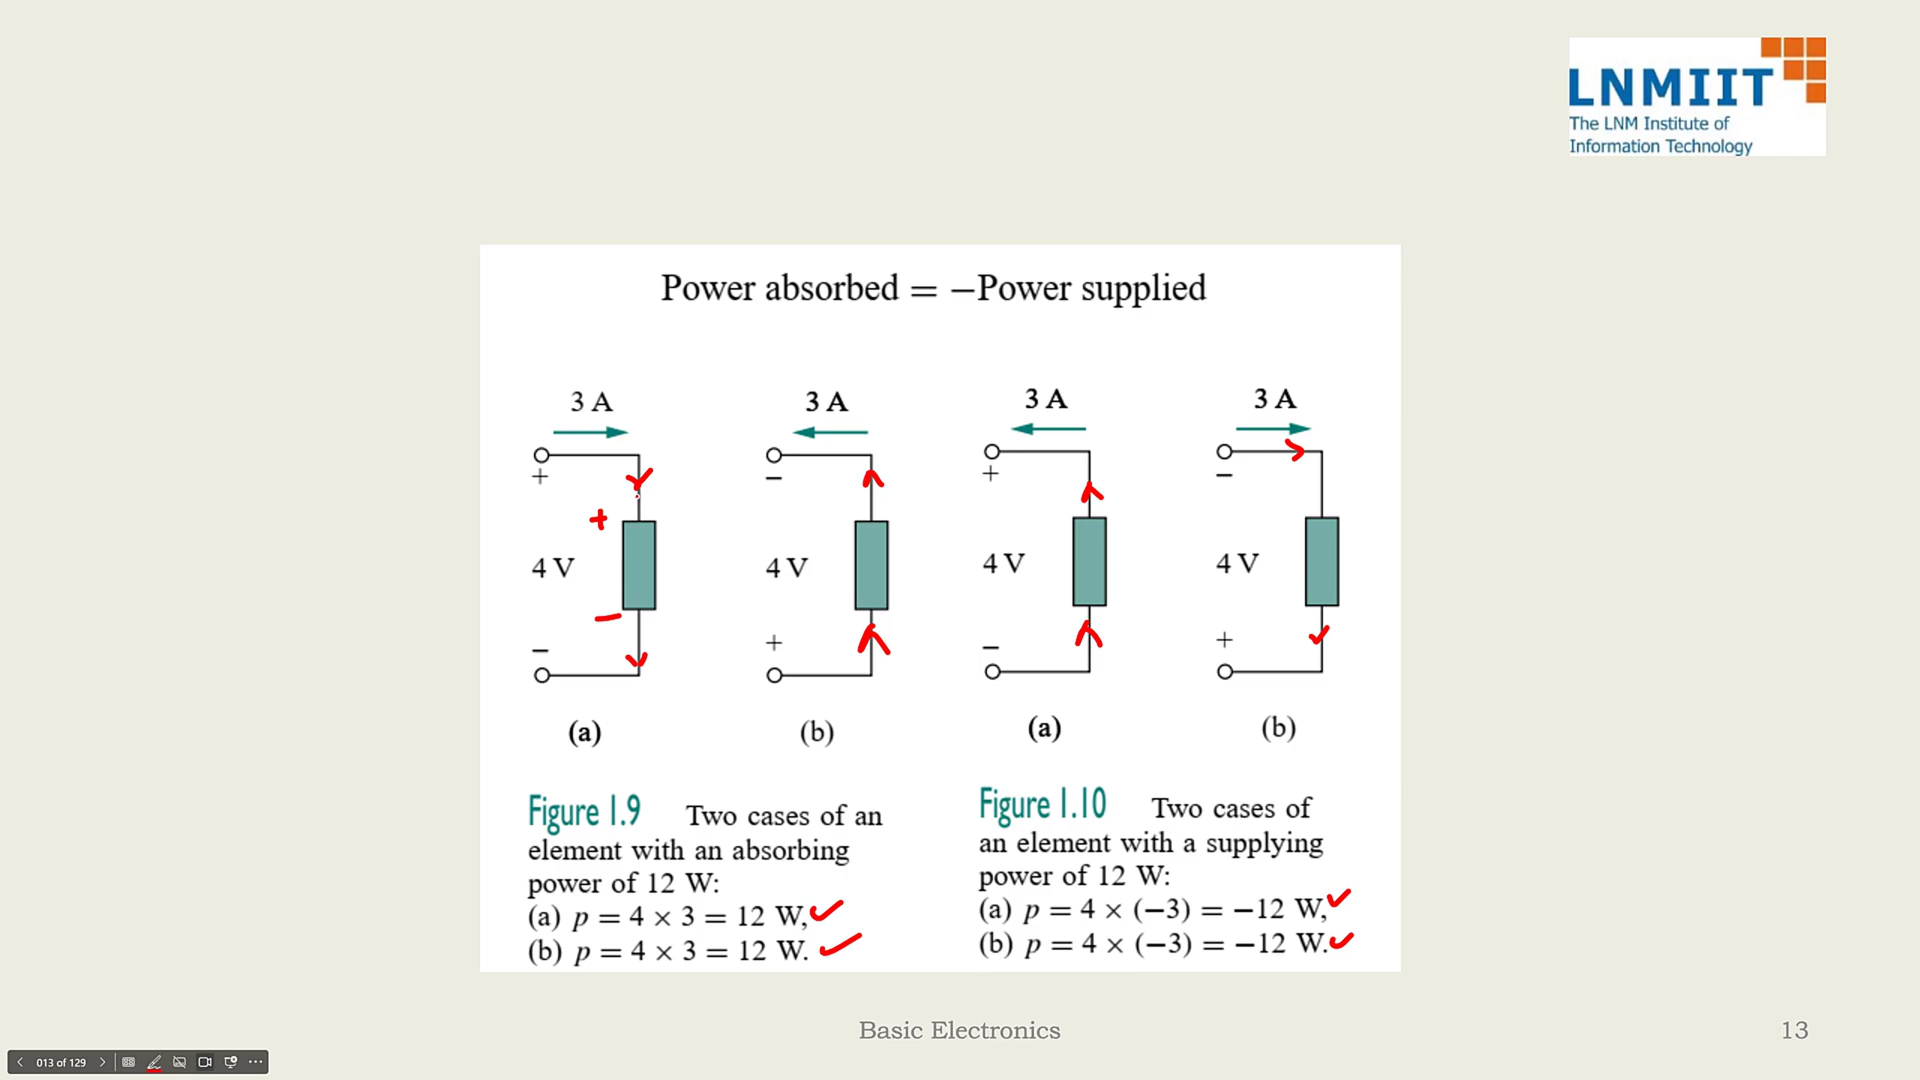 LNMIIT
The LNM Institute of
Information Technology
Power absorbed = −Power supplied
3 A
3 A
3 A
3 A
+
−
+
−
+
4 V
4 V
4 V
4 V
−
−
+
−
+
(a)
(b)
(a)
(b)
Figure 1.9 Two cases of an
element with an absorbing
power of 12 W:
(a) p = 4 × 3 = 12 W,
(b) p = 4 × 3 = 12 W.
Figure 1.10 Two cases of
an element with a supplying
power of 12 W:
(a) p = 4 × (−3) = −12 W,
(b) p = 4 × (−3) = −12 W.
Basic Electronics
13
013 of 129